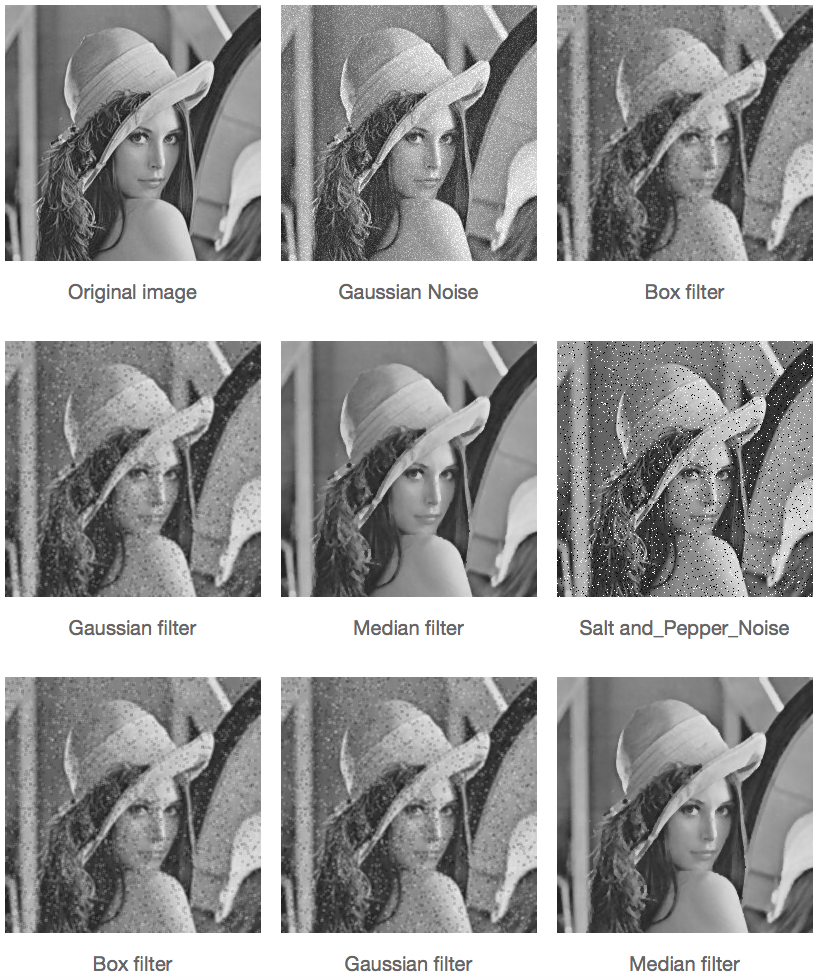 Original image
Gaussian Noise
Box filter
Gaussian filter
Median filter
Salt and_Pepper_Noise
Box filter
Gaussian filter
Median filter